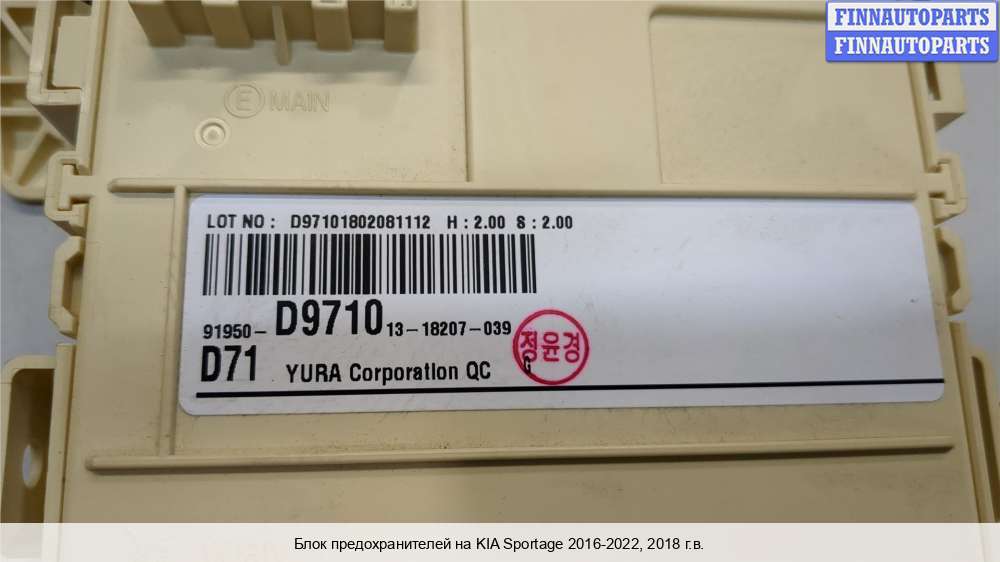 FINNAUTOPARTS
FINNAUTOPARTS
E MAIN
LOT NO : D97101802081112 H : 2.00 8 : 2.00
91950- D9710 13-18207-039
D71 YURA Corporation QC
정윤경
Блок предохранителей на KIA Sportage 2016-2022, 2018 г.в.